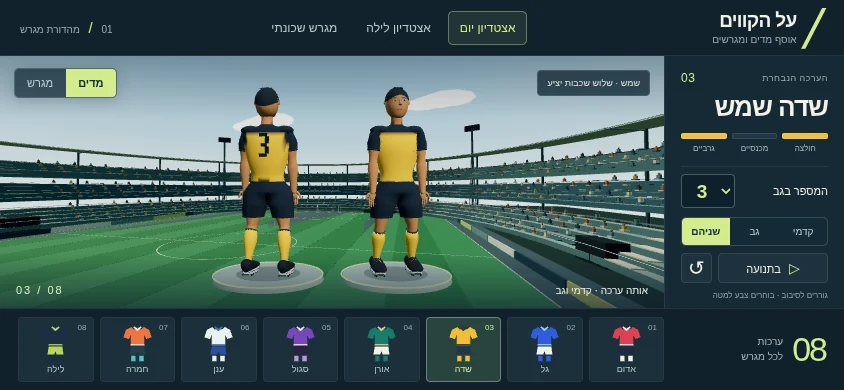 על הקווים
אוסף מדים ומגרשים
אצטדיון יום
אצטדיון לילה
מגרש שכונתי
01 / מהדורת מגרש
הערכה הנבחרת
03
שדה שמש
חולצה
מכנסיים
גרביים
המספר בגב
3
קדמי
גב
שניהם
▷ בתנועה
↺
גוררים לסיבוב · בוחרים צבע למטה
שמש · שלוש שכבות יציע
מדים
מגרש
3
אותה ערכה · קדמי וגב
03 / 08
08
ערכות
לכל מגרש
01
אדום
02
גל
03
שדה
04
אורן
05
סגול
06
ענן
07
חמרה
08
לילה